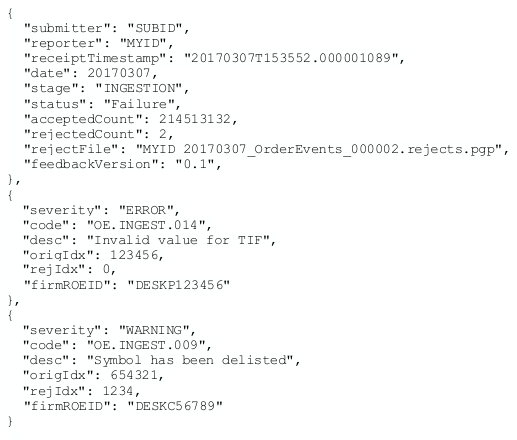 {
  "submitter": "SUBID",
  "reporter": "MYID",
  "receiptTimestamp": "20170307T153552.000001089",
  "date": 20170307,
  "stage": "INGESTION",
  "status": "Failure",
  "acceptedCount": 214513132,
  "rejectedCount": 2,
  "rejectFile": "MYID 20170307_OrderEvents_000002.rejects.pgp",
  "feedbackVersion": "0.1",
},
{
  "severity": "ERROR",
  "code": "OE.INGEST.014",
  "desc": "Invalid value for TIF",
  "origIdx": 123456,
  "rejIdx": 0,
  "firmROEID": "DESKP123456"
},
{
  "severity": "WARNING",
  "code": "OE.INGEST.009",
  "desc": "Symbol has been delisted",
  "origIdx": 654321,
  "rejIdx": 1234,
  "firmROEID": "DESKC56789"
}